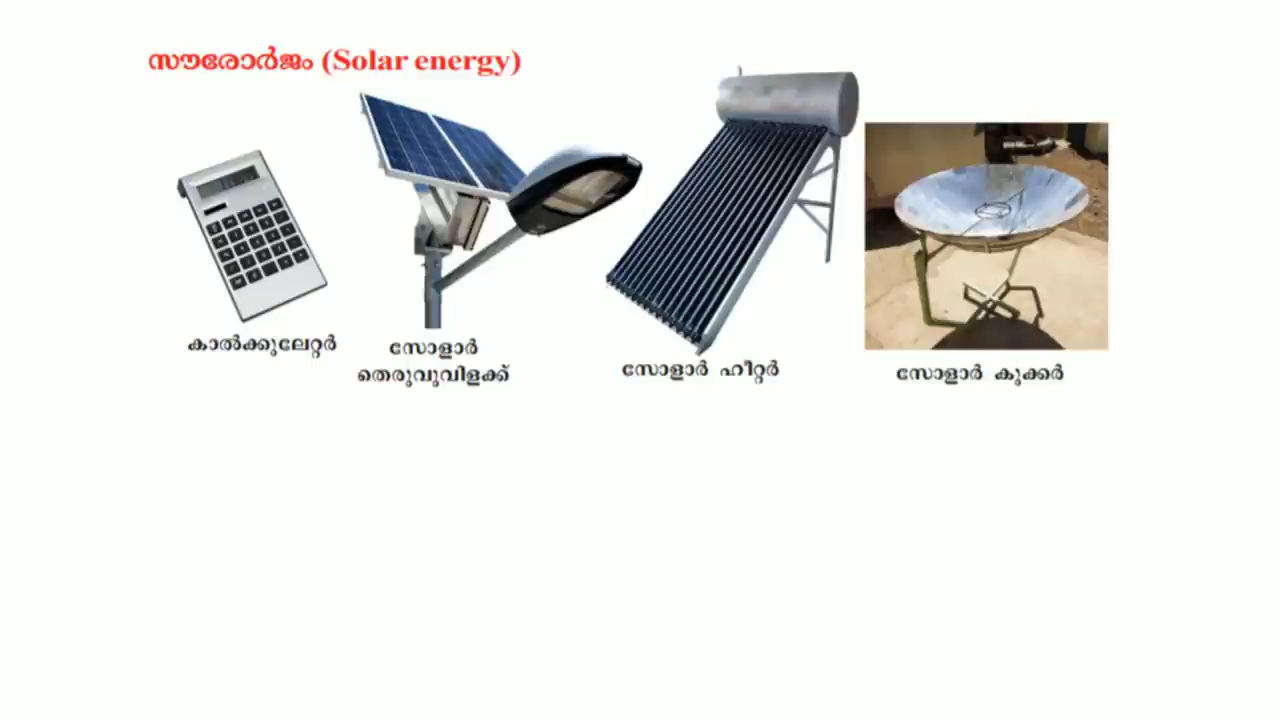 സൗരോർജം (Solar energy)
കാൽക്കുലേറ്റർ
സോളാർ
തെരുവുവിളക്ക്
സോളാർ ഹീറ്റർ
സോളാർ കുക്കർ